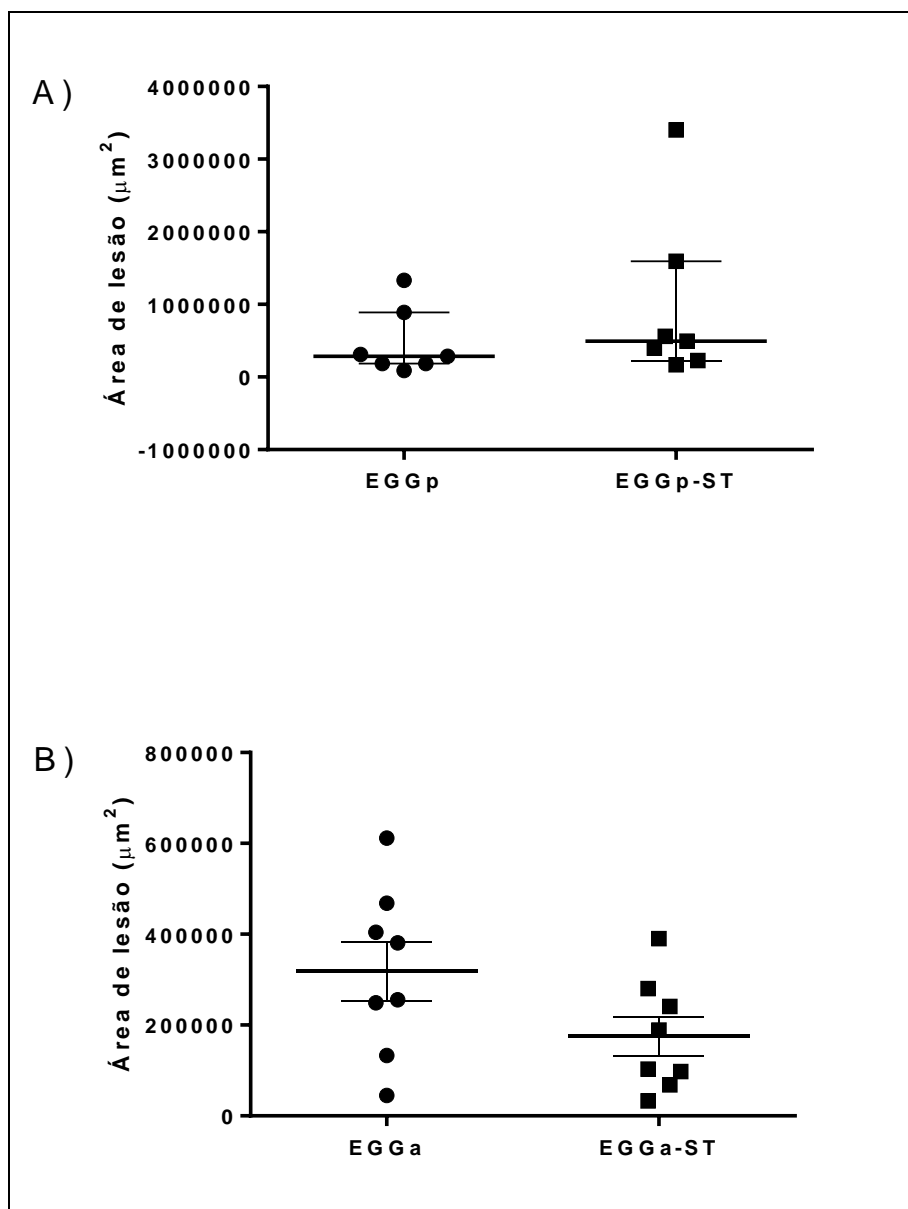 A)
Área de lesão (µm²)
4000000
3000000
2000000
1000000
0
-1000000
EGGp
EGGp-ST
B)
Área de lesão (µm²)
800000
600000
400000
200000
0
EGGa
EGGa-ST